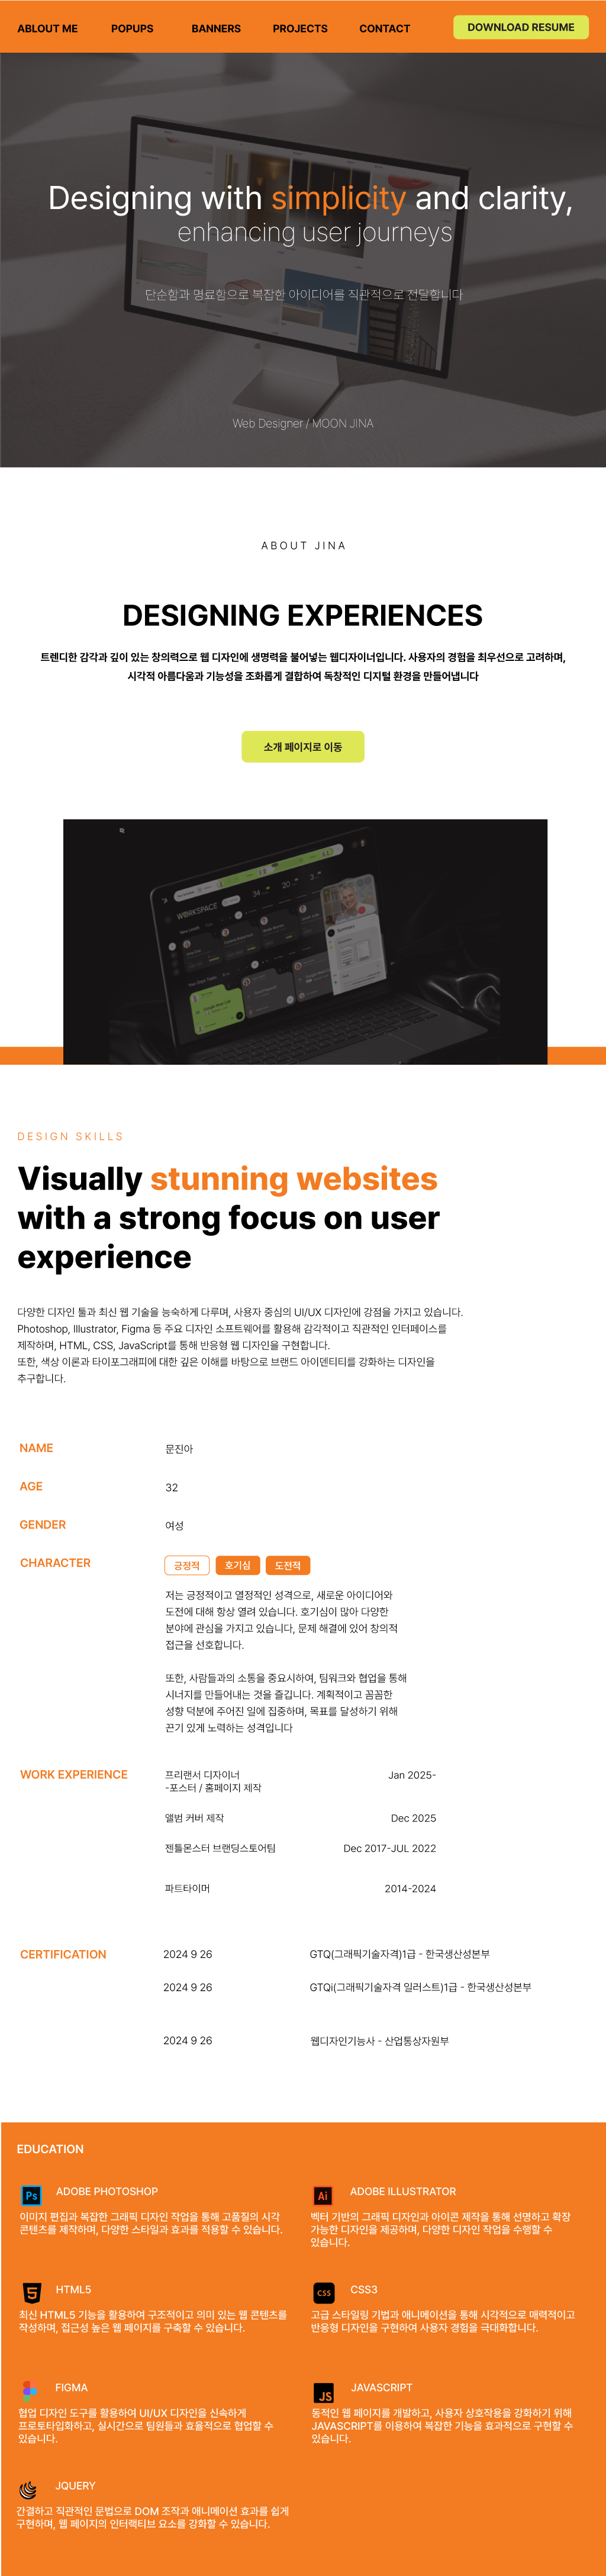 ABLOUT ME
POPUPS
BANNERS
PROJECTS
CONTACT
DOWNLOAD RESUME
Designing with simplicity and clarity,
enhancing user journeys
단순함과 명료함으로 복잡한 아이디어를 직관적으로 전달합니다
Web Designer / MOON JINA
ABOUT JINA
DESIGNING EXPERIENCES
트렌디한 감각과 깊이 있는 창의력으로 웹 디자인에 생명력을 불어넣는 웹디자이너입니다. 사용자의 경험을 최우선으로 고려하며,
시각적 아름다움과 기능성을 조화롭게 결합하여 독창적인 디지털 환경을 만들어냅니다
소개 페이지로 이동
WORKSPACE
DESIGN SKILLS
Visually stunning websites
with a strong focus on user
experience
다양한 디자인 툴과 최신 웹 기술을 능숙하게 다루며, 사용자 중심의 UI/UX 디자인에 강점을 가지고 있습니다.
Photoshop, Illustrator, Figma 등 주요 디자인 소프트웨어를 활용해 감각적이고 직관적인 인터페이스를
제작하며, HTML, CSS, JavaScript를 통해 반응형 웹 디자인을 구현합니다.
또한, 색상 이론과 타이포그래피에 대한 깊은 이해를 바탕으로 브랜드 아이덴티티를 강화하는 디자인을
추구합니다.
NAME
문진아
AGE
32
GENDER
여성
CHARACTER
긍정적
호기심
도전적
저는 긍정적이고 열정적인 성격으로, 새로운 아이디어와
도전에 대해 항상 열려 있습니다. 호기심이 많아 다양한
분야에 관심을 가지고 있습니다, 문제 해결에 있어 창의적
접근을 선호합니다.
또한, 사람들과의 소통을 중요시하여, 팀워크와 협업을 통해
시너지를 만들어내는 것을 즐깁니다. 계획적이고 꼼꼼한
성향 덕분에 주어진 일에 집중하며, 목표를 달성하기 위해
끈기 있게 노력하는 성격입니다
WORK EXPERIENCE
프리랜서 디자이너
Jan 2025-
-포스터 / 홈페이지 제작
앨범 커버 제작
Dec 2025
젠틀몬스터 브랜딩스토어팀
Dec 2017-JUL 2022
파트타이머
2014-2024
CERTIFICATION
2024 9 26
GTQ(그래픽기술자격)1급 - 한국생산성본부
2024 9 26
GTQi(그래픽기술자격 일러스트)1급 - 한국생산성본부
2024 9 26
웹디자인기능사 - 산업통상자원부
EDUCATION
Ps
ADOBE PHOTOSHOP
이미지 편집과 복잡한 그래픽 디자인 작업을 통해 고품질의 시각
콘텐츠를 제작하며, 다양한 스타일과 효과를 적용할 수 있습니다.
Ai
ADOBE ILLUSTRATOR
벡터 기반의 그래픽 디자인과 아이콘 제작을 통해 선명하고 확장
가능한 디자인을 제공하며, 다양한 디자인 작업을 수행할 수
있습니다.
5
HTML5
최신 HTML5 기능을 활용하여 구조적이고 의미 있는 웹 콘텐츠를
작성하며, 접근성 높은 웹 페이지를 구축할 수 있습니다.
CSS
CSS3
고급 스타일링 기법과 애니메이션을 통해 시각적으로 매력적이고
반응형 디자인을 구현하여 사용자 경험을 극대화합니다.
FIGMA
협업 디자인 도구를 활용하여 UI/UX 디자인을 신속하게
프로토타입화하고, 실시간으로 팀원들과 효율적으로 협업할 수
있습니다.
JS
JAVASCRIPT
동적인 웹 페이지를 개발하고, 사용자 상호작용을 강화하기 위해
JAVASCRIPT를 이용하여 복잡한 기능을 효과적으로 구현할 수
있습니다.
JQUERY
간결하고 직관적인 문법으로 DOM 조작과 애니메이션 효과를 쉽게
구현하며, 웹 페이지의 인터랙티브 요소를 강화할 수 있습니다.